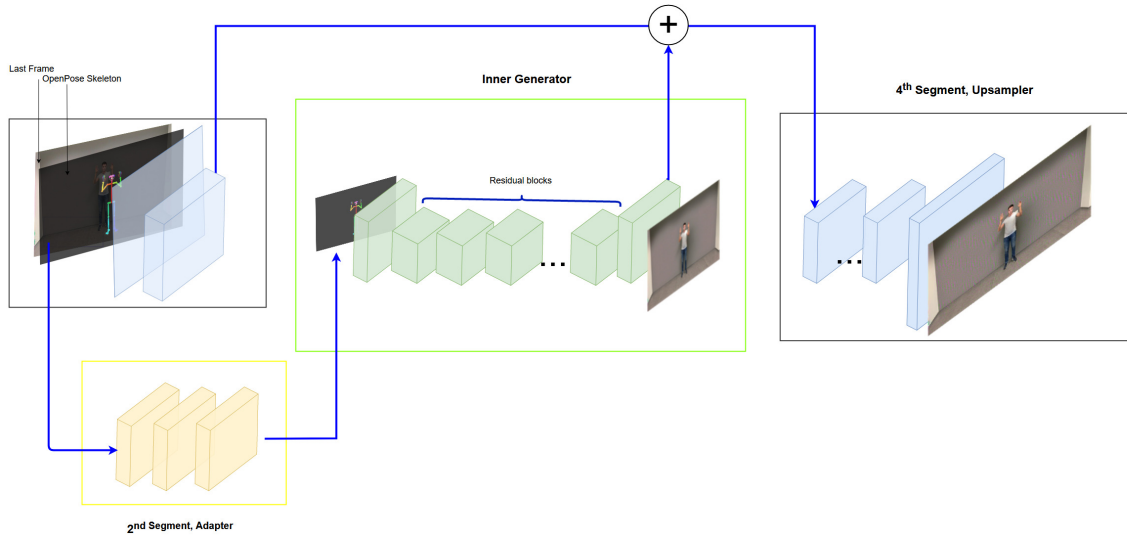 Last Frame
OpenPose Skeleton
+
Inner Generator
4th Segment, Upsampler
Residual blocks
...
...
2nd Segment, Adapter